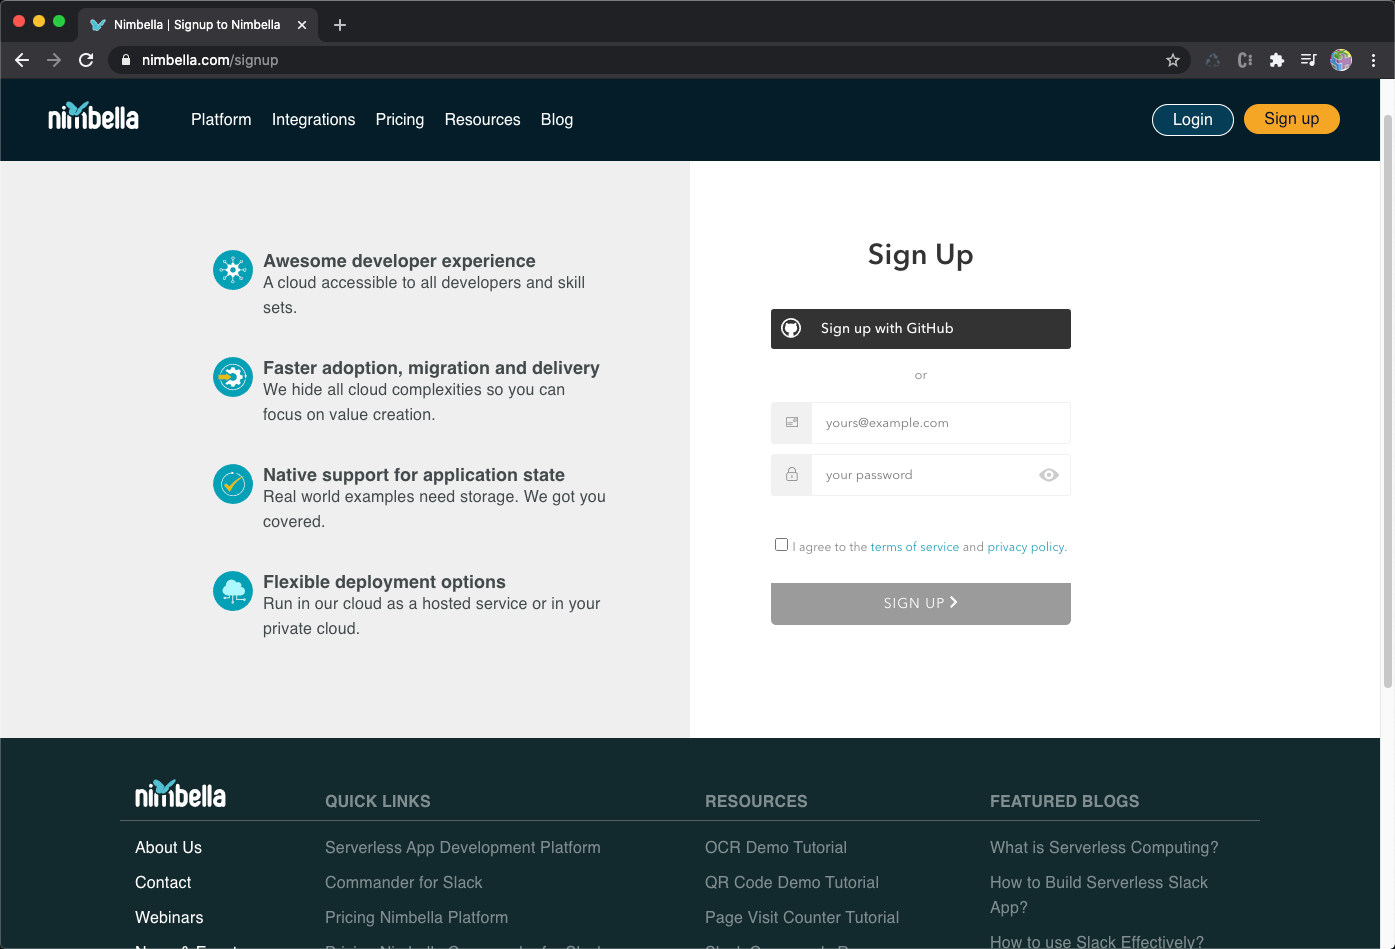 Nimbella | Signup to Nimbella
nimbella.com/signup
nimbella
Platform Integrations Pricing Resources Blog
Login
Sign up
Awesome developer experience
A cloud accessible to all developers and skill
sets.
Faster adoption, migration and delivery
We hide all cloud complexities so you can
focus on value creation.
Native support for application state
Real world examples need storage. We got you
covered.
Flexible deployment options
Run in our cloud as a hosted service or in your
private cloud.
Sign Up
Sign up with GitHub
or
yours@example.com
your password
I agree to the terms of service and privacy policy.
SIGN UP
nimbella
About Us
Contact
Webinars
QUICK LINKS
Serverless App Development Platform
Commander for Slack
Pricing Nimbella Platform
RESOURCES
OCR Demo Tutorial
QR Code Demo Tutorial
Page Visit Counter Tutorial
FEATURED BLOGS
What is Serverless Computing?
How to Build Serverless Slack
App?
How to use Slack Effectively?